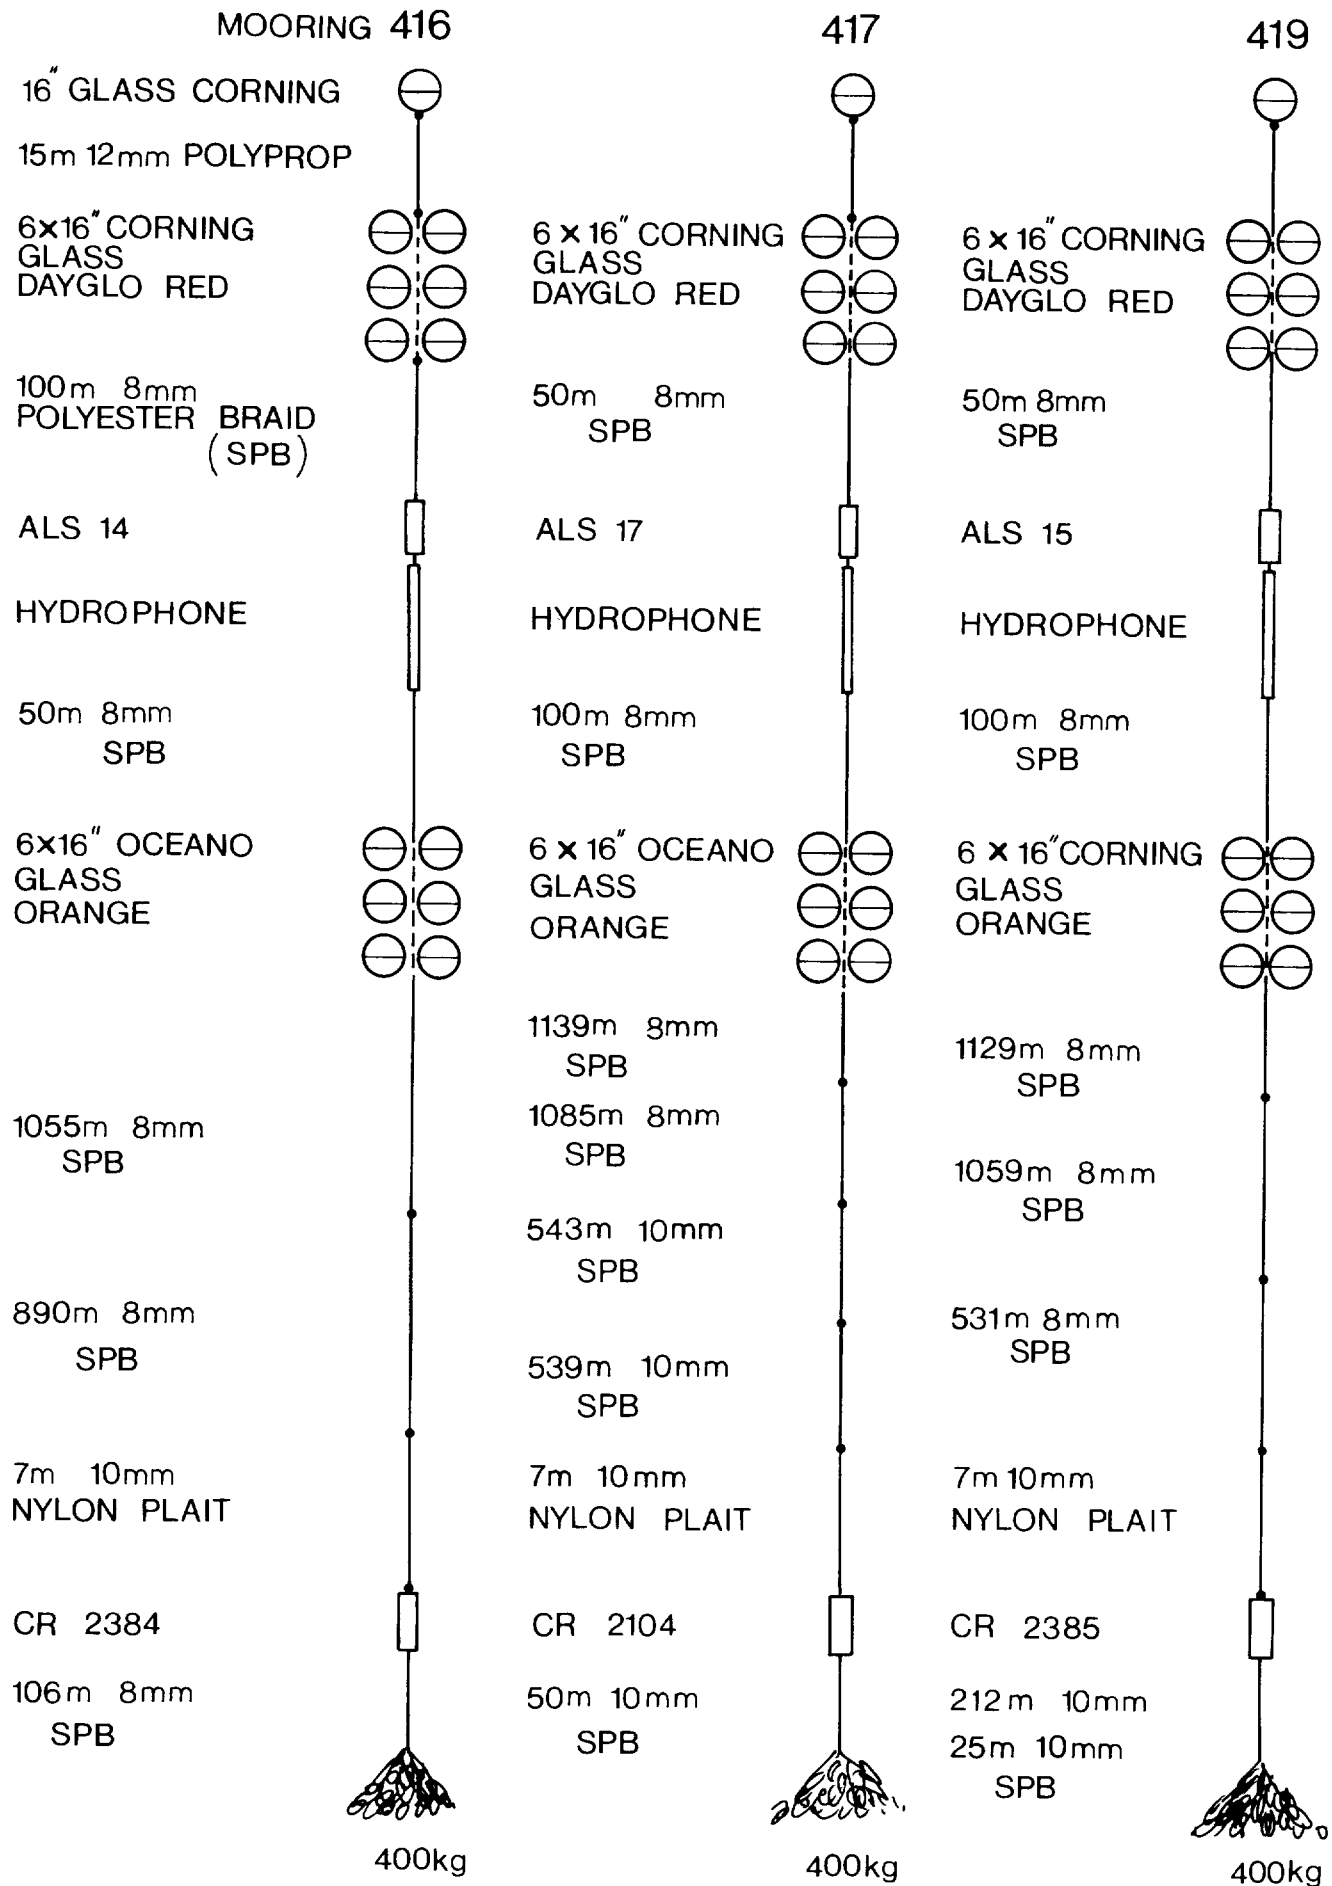 MOORING 416
16" GLASS CORNING
15m 12mm POLYPROP
6x16" CORNING
GLASS
DAYGLO RED
100m 8mm
POLYESTER BRAID
(SPB)
ALS 14
HYDROPHONE
50m 8mm
SPB
6x16" OCEANO
GLASS
ORANGE
1055m 8mm
SPB
890m 8mm
SPB
7m 10mm
NYLON PLAIT
CR 2384
106m 8mm
SPB
400kg
417
6 x 16" CORNING
GLASS
DAYGLO RED
50m 8mm
SPB
ALS 17
HYDROPHONE
100m 8mm
SPB
6 x 16" OCEANO
GLASS
ORANGE
1139m 8mm
SPB
1085m 8mm
SPB
543m 10mm
SPB
539m 10mm
SPB
7m 10mm
NYLON PLAIT
CR 2104
50m 10mm
SPB
400kg
419
6 x 16" CORNING
GLASS
DAYGLO RED
50m 8mm
SPB
ALS 15
HYDROPHONE
100m 8mm
SPB
6 x 16" CORNING
GLASS
ORANGE
1129m 8mm
SPB
1059m 8mm
SPB
531m 8mm
SPB
7m 10mm
NYLON PLAIT
CR 2385
212m 10mm
25m 10mm
SPB
400kg